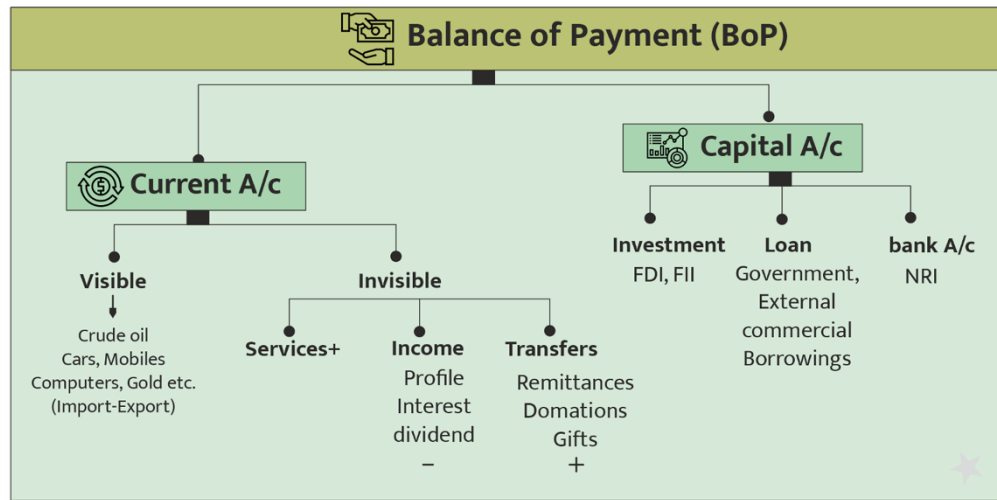 Balance of Payment (BoP)
Current A/c
Capital A/c
Visible
Crude oil
Cars, Mobiles
Computers, Gold etc.
(Import-Export)
Invisible
Services+
Income
Profile
Interest
dividend
−
Transfers
Remittances
Domations
Gifts
+
Investment
FDI, FII
Loan
Government,
External
commercial
Borrowings
bank A/c
NRI